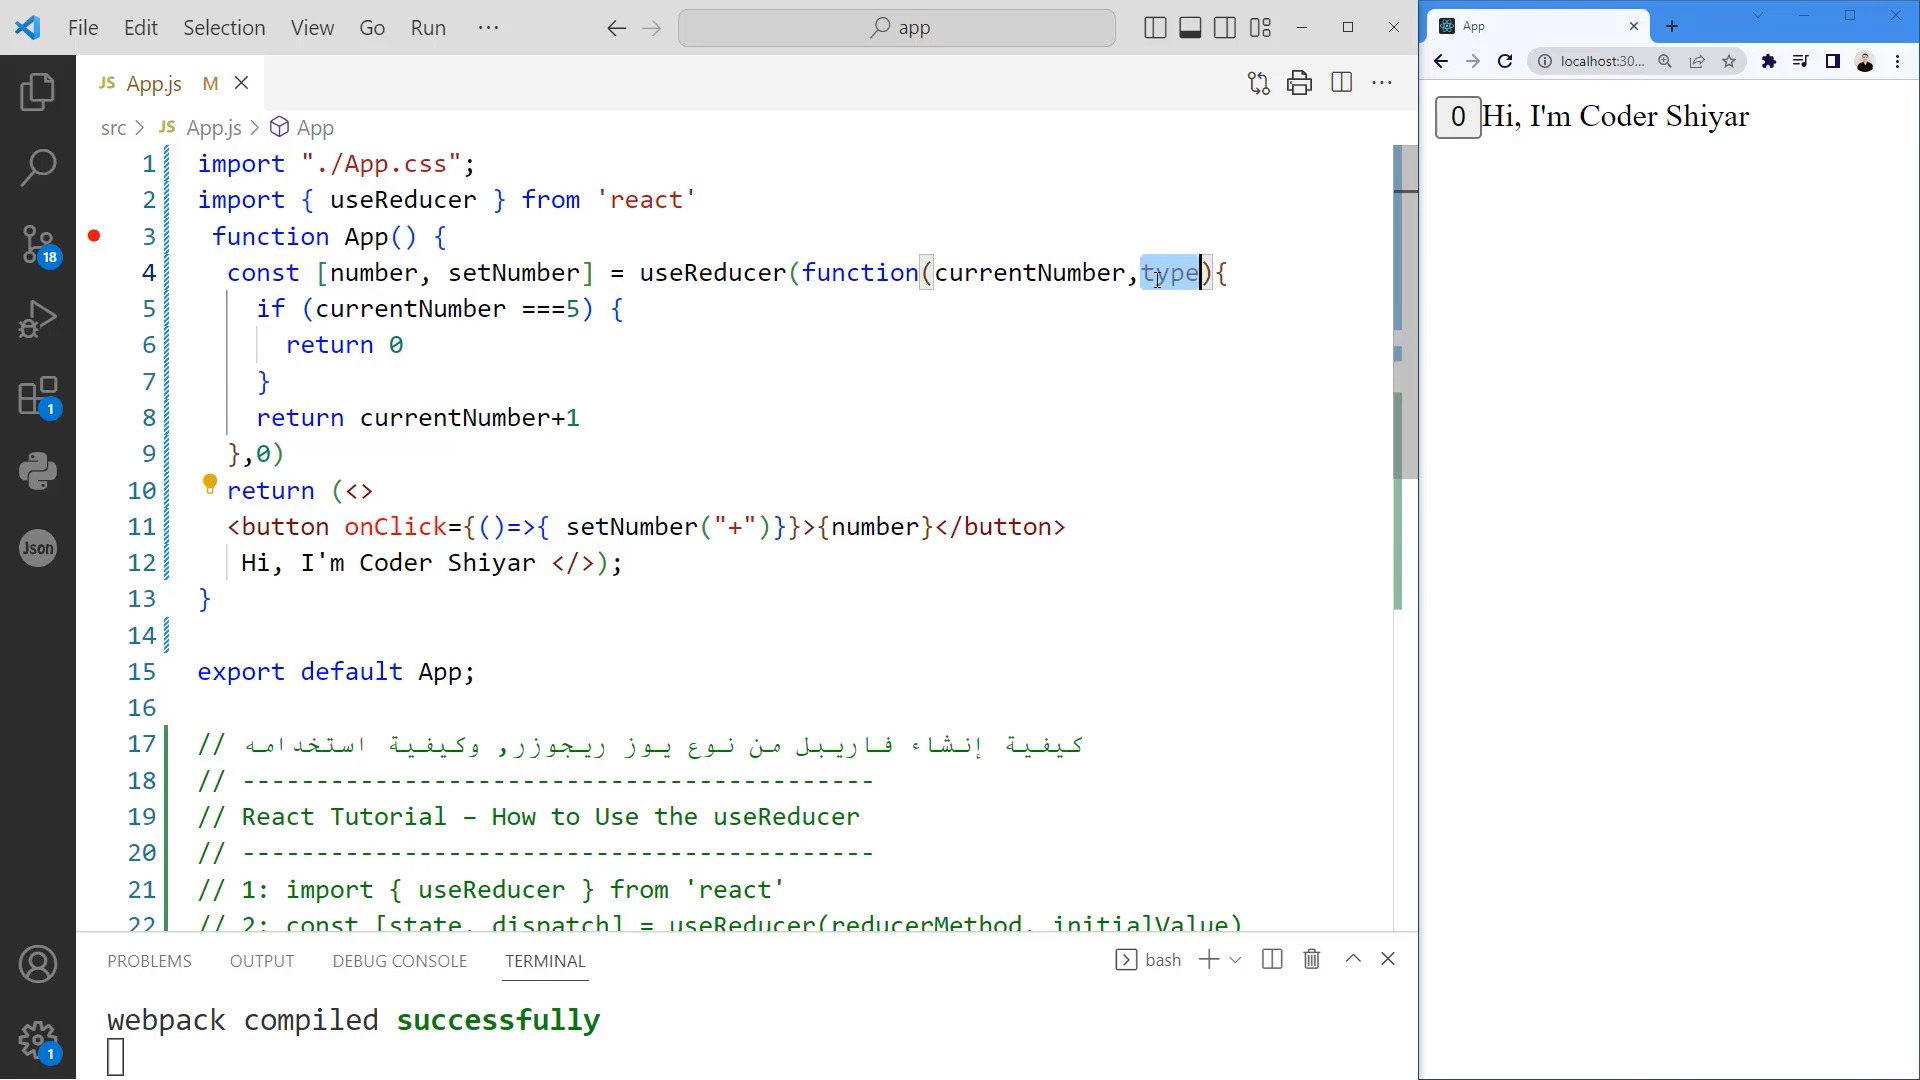 File Edit Selection View Go Run ··· app
JS App.js M
src > JS App.js > App
1 import "./App.css";
2 import { useReducer } from 'react'
3 function App() {
4 const [number, setNumber] = useReducer(function(currentNumber,type){
5 if (currentNumber ===5) {
6 return 0
7 }
8 return currentNumber+1
9 },0)
10 return (<>
11 <button onClick={()=>{ setNumber("+")}}>{number}</button>
12 Hi, I'm Coder Shiyar </>);
13 }
14
15 export default App;
16
17 // كيفية إنشاء فاريبل من نوع يوز ريجوزر, وكيفية استخدامه
18 // -------------------------------------------
19 // React Tutorial – How to Use the useReducer
20 // -------------------------------------------
21 // 1: import { useReducer } from 'react'
22 // 2: const [state, dispatch] = useReducer(reducerMethod, initialValue)
18
1
Json
1
PROBLEMS OUTPUT DEBUG CONSOLE TERMINAL bash
webpack compiled successfully
App
localhost:30...
0 Hi, I'm Coder Shiyar